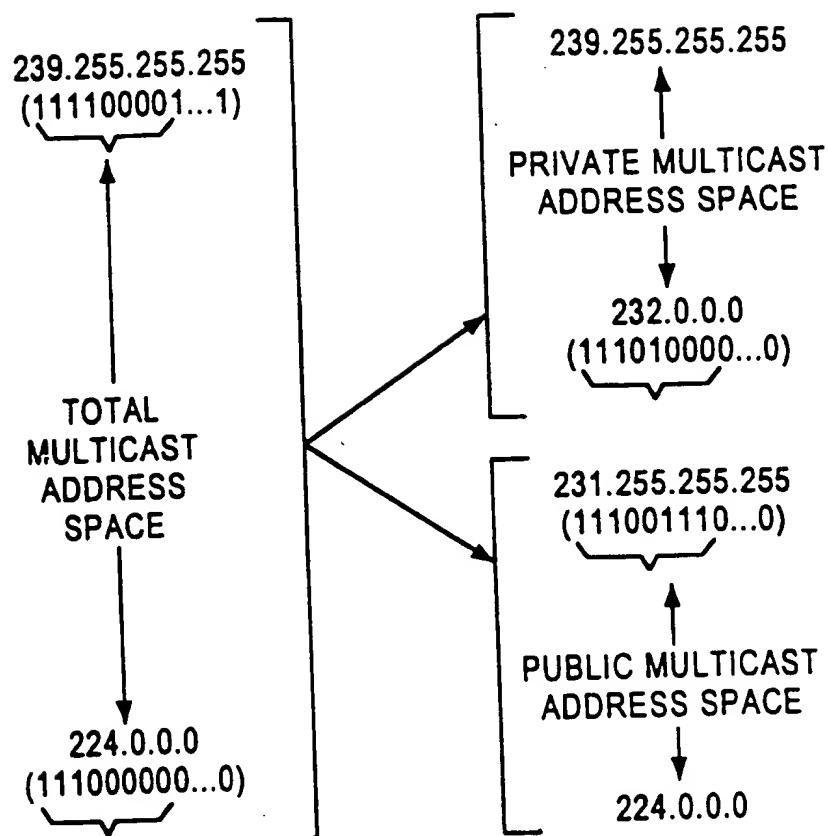 239.255.255.255
(111100001...1)
TOTAL
MULTICAST
ADDRESS
SPACE
224.0.0.0
(111000000...0)
239.255.255.255
PRIVATE MULTICAST
ADDRESS SPACE
232.0.0.0
(111010000...0)
231.255.255.255
(111001110...0)
PUBLIC MULTICAST
ADDRESS SPACE
224.0.0.0